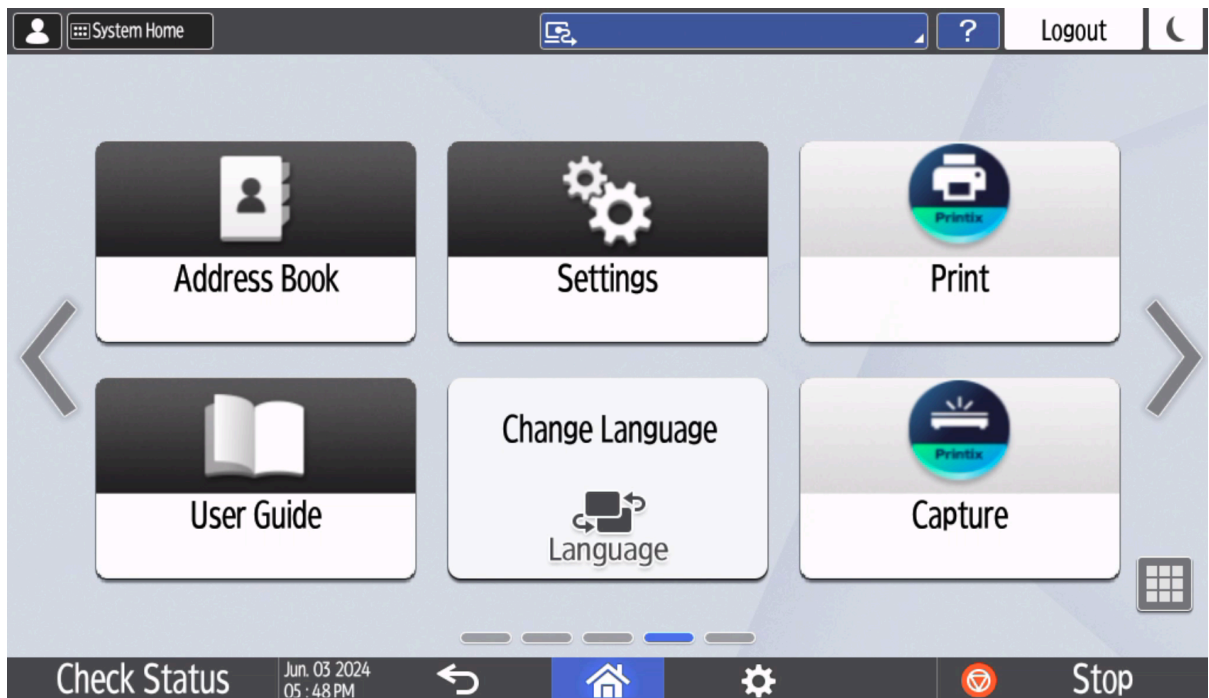 System Home
?
Logout
Address Book
Settings
Printix
Print
User Guide
Change Language
Language
Printix
Capture
Check Status
Jun. 03 2024
05 : 48 PM
Stop